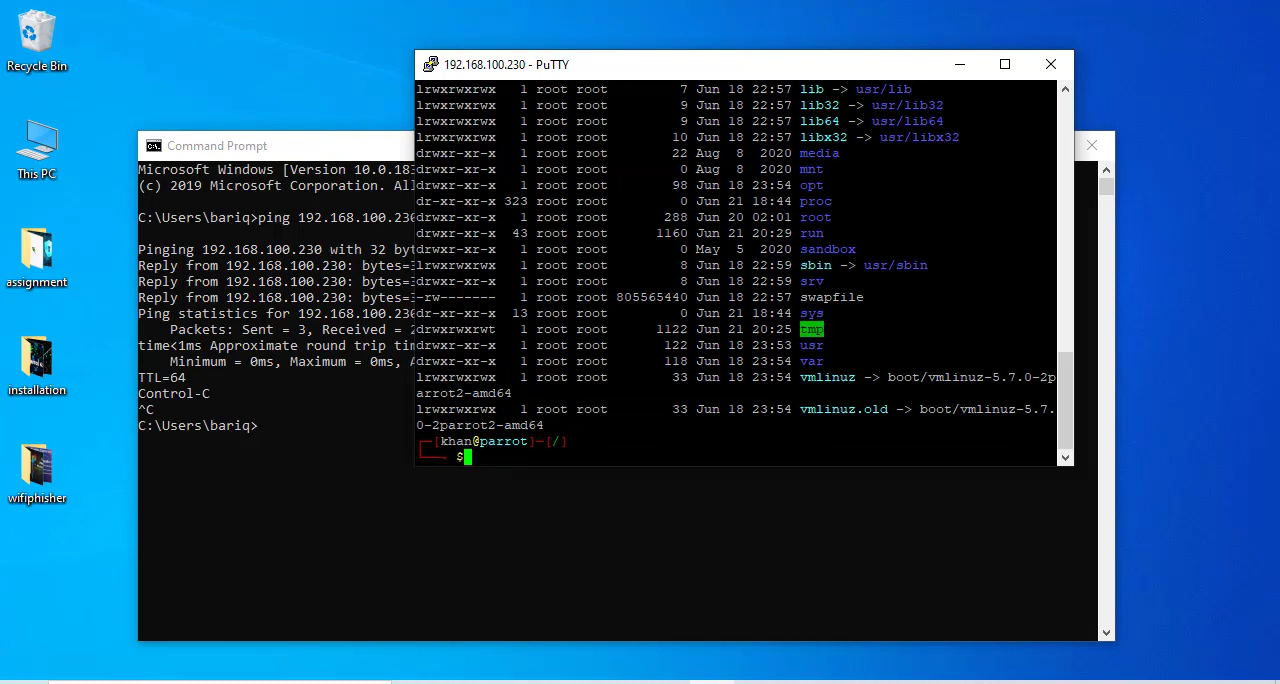 Recycle Bin
This PC
assignment
installation
wifiphisher
Command Prompt
Microsoft Windows [Version 10.0.183
(c) 2019 Microsoft Corporation. All
C:\Users\bariq>ping 192.168.100.230
Pinging 192.168.100.230 with 32 byt
Reply from 192.168.100.230: bytes=3
Reply from 192.168.100.230: bytes=3
Reply from 192.168.100.230: bytes=3
Ping statistics for 192.168.100.230
Packets: Sent = 3, Received = 2
time<1ms Approximate round trip tim
Minimum = 0ms, Maximum = 0ms, A
TTL=64
Control-C
^C
C:\Users\bariq>
192.168.100.230 - PuTTY
lrwxrwxrwx 1 root root 7 Jun 18 22:57 lib -> usr/lib
lrwxrwxrwx 1 root root 9 Jun 18 22:57 lib32 -> usr/lib32
lrwxrwxrwx 1 root root 9 Jun 18 22:57 lib64 -> usr/lib64
lrwxrwxrwx 1 root root 10 Jun 18 22:57 libx32 -> usr/libx32
drwxr-xr-x 1 root root 22 Aug 8 2020 media
drwxr-xr-x 1 root root 0 Aug 8 2020 mnt
drwxr-xr-x 1 root root 98 Jun 18 23:54 opt
dr-xr-xr-x 323 root root 0 Jun 21 18:44 proc
drwxr-xr-x 1 root root 288 Jun 20 02:01 root
drwxr-xr-x 43 root root 1160 Jun 21 20:29 run
drwxr-xr-x 1 root root 0 May 5 2020 sandbox
lrwxrwxrwx 1 root root 8 Jun 18 22:59 sbin -> usr/sbin
drwxr-xr-x 1 root root 8 Jun 18 22:59 srv
-rw------- 1 root root 805565440 Jun 18 22:57 swapfile
dr-xr-xr-x 13 root root 0 Jun 21 18:44 sys
drwxrwxrwt 1 root root 1122 Jun 21 20:25 tmp
drwxr-xr-x 1 root root 122 Jun 18 23:53 usr
drwxr-xr-x 1 root root 118 Jun 18 23:54 var
lrwxrwxrwx 1 root root 33 Jun 18 23:54 vmlinuz -> boot/vmlinuz-5.7.0-2p
arrot2-amd64
lrwxrwxrwx 1 root root 33 Jun 18 23:54 vmlinuz.old -> boot/vmlinuz-5.7.
0-2parrot2-amd64
┌─[khan@parrot]─[/]
└── $